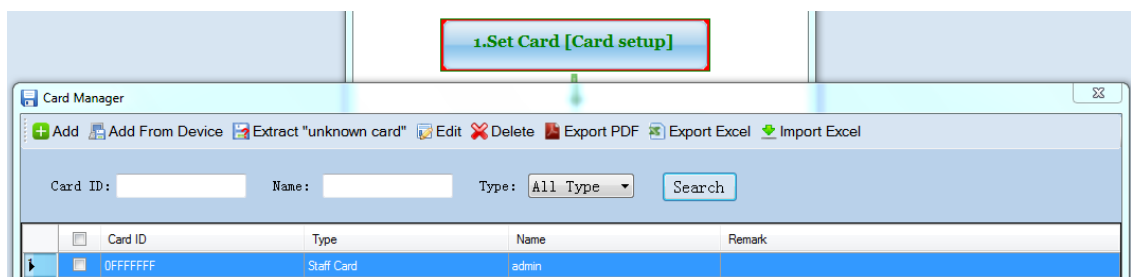 1.Set Card [Card setup]
Card Manager
Add Add From Device Extract "unknown card" Edit Delete Export PDF Export Excel Import Excel
Card ID: Name: Type: All Type Search
Card ID Type Name Remark
0FFFFFFF Staff Card admin